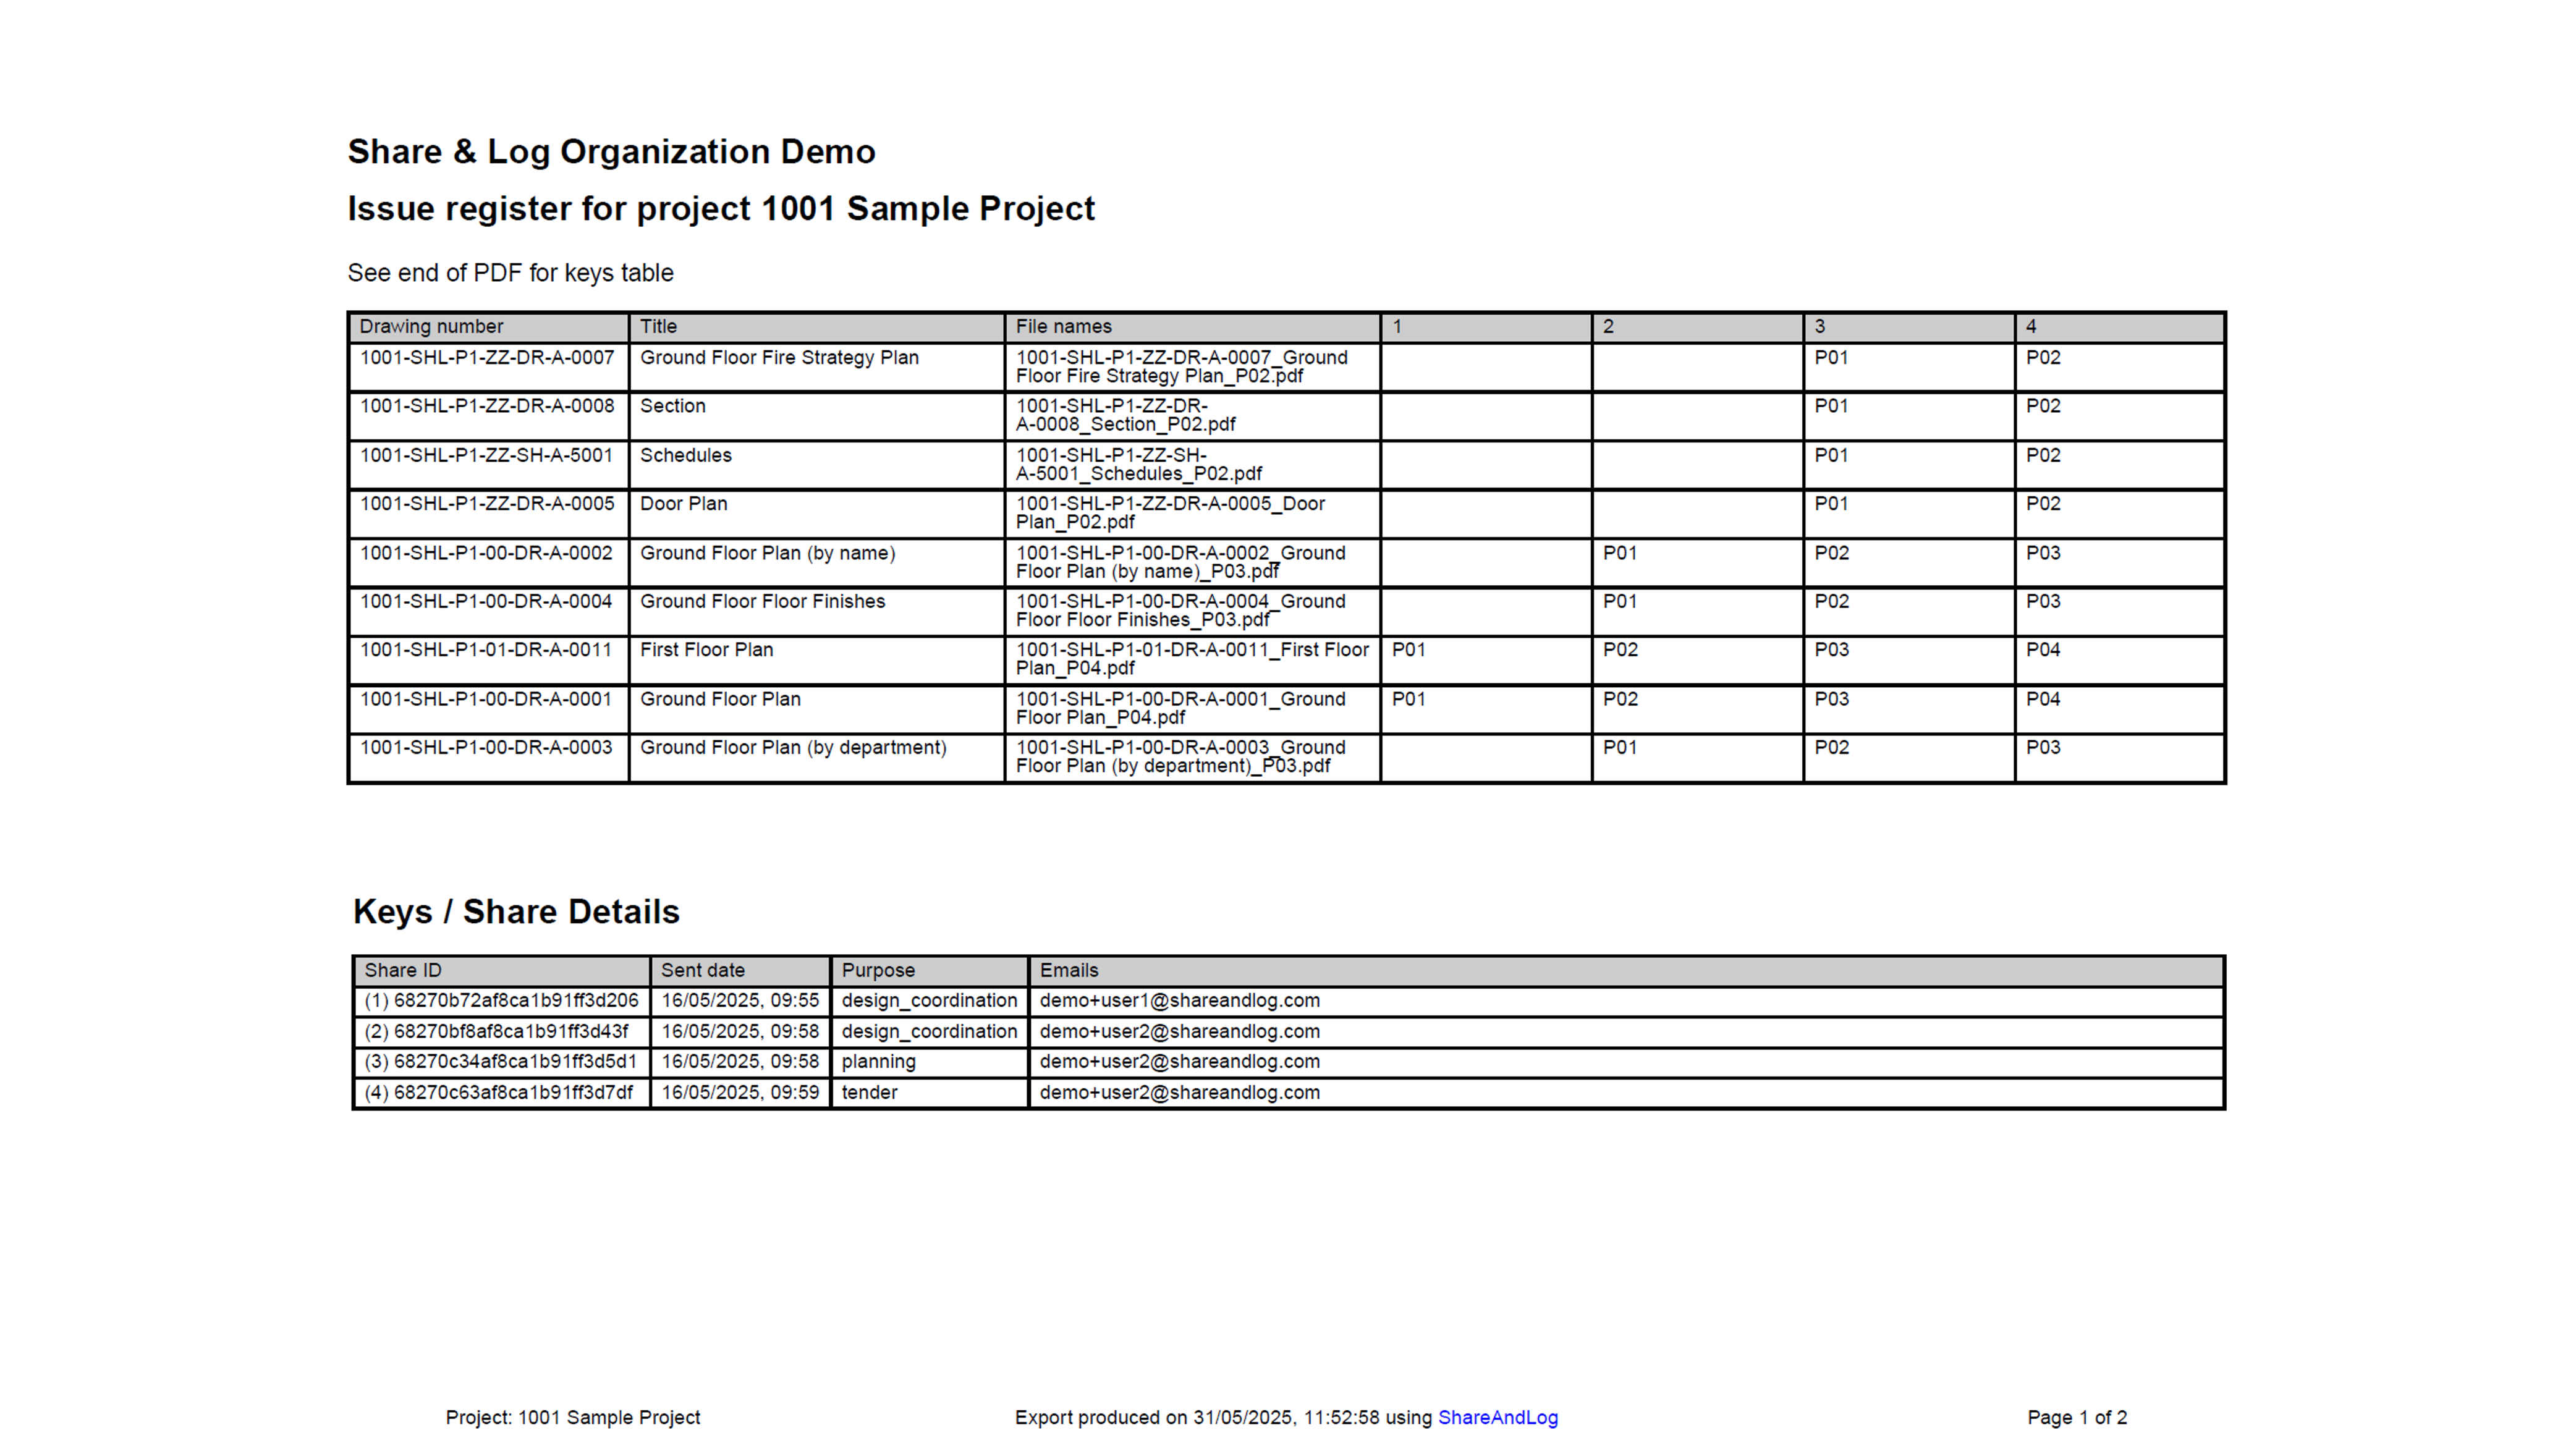 Share & Log Organization Demo
Issue register for project 1001 Sample Project
See end of PDF for keys table
Drawing number Title File names 1 2 3 4
1001-SHL-P1-ZZ-DR-A-0007 Ground Floor Fire Strategy Plan 1001-SHL-P1-ZZ-DR-A-0007_Ground P01 P02
Floor Fire Strategy Plan_P02.pdf
1001-SHL-P1-ZZ-DR-A-0008 Section 1001-SHL-P1-ZZ-DR- P01 P02
A-0008_Section_P02.pdf
1001-SHL-P1-ZZ-SH-A-5001 Schedules 1001-SHL-P1-ZZ-SH- P01 P02
A-5001_Schedules_P02.pdf
1001-SHL-P1-ZZ-DR-A-0005 Door Plan 1001-SHL-P1-ZZ-DR-A-0005_Door P01 P02
Plan_P02.pdf
1001-SHL-P1-00-DR-A-0002 Ground Floor Plan (by name) 1001-SHL-P1-00-DR-A-0002_Ground P01 P02 P03
Floor Plan (by name)_P03.pdf
1001-SHL-P1-00-DR-A-0004 Ground Floor Floor Finishes 1001-SHL-P1-00-DR-A-0004_Ground P01 P02 P03
Floor Floor Finishes_P03.pdf
1001-SHL-P1-01-DR-A-0011 First Floor Plan 1001-SHL-P1-01-DR-A-0011_First Floor P01 P02 P03 P04
Plan_P04.pdf
1001-SHL-P1-00-DR-A-0001 Ground Floor Plan 1001-SHL-P1-00-DR-A-0001_Ground P01 P02 P03 P04
Floor Plan_P04.pdf
1001-SHL-P1-00-DR-A-0003 Ground Floor Plan (by department) 1001-SHL-P1-00-DR-A-0003_Ground P01 P02 P03
Floor Plan (by department)_P03.pdf
Keys / Share Details
Share ID Sent date Purpose Emails
(1) 68270b72af8ca1b91ff3d206 16/05/2025, 09:55 design_coordination demo+user1@shareandlog.com
(2) 68270bf8af8ca1b91ff3d43f 16/05/2025, 09:58 design_coordination demo+user2@shareandlog.com
(3) 68270c34af8ca1b91ff3d5d1 16/05/2025, 09:58 planning demo+user2@shareandlog.com
(4) 68270c63af8ca1b91ff3d7df 16/05/2025, 09:59 tender demo+user2@shareandlog.com
Project: 1001 Sample Project Export produced on 31/05/2025, 11:52:58 using ShareAndLog Page 1 of 2